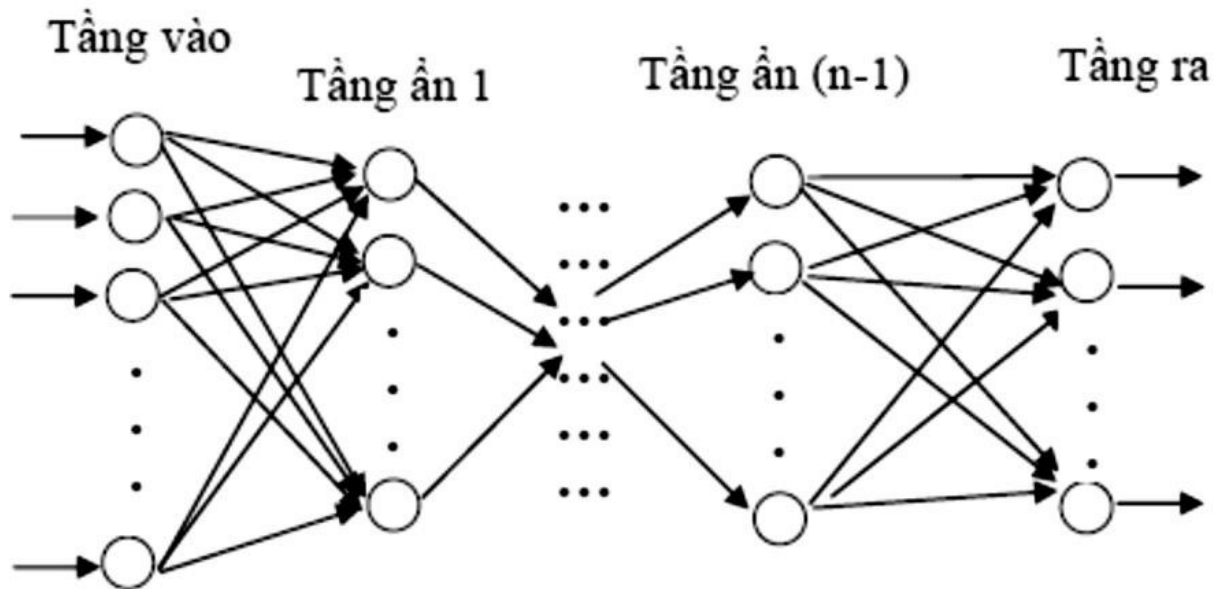 Tầng vào
Tầng ẩn 1
Tầng ẩn (n-1)
Tầng ra